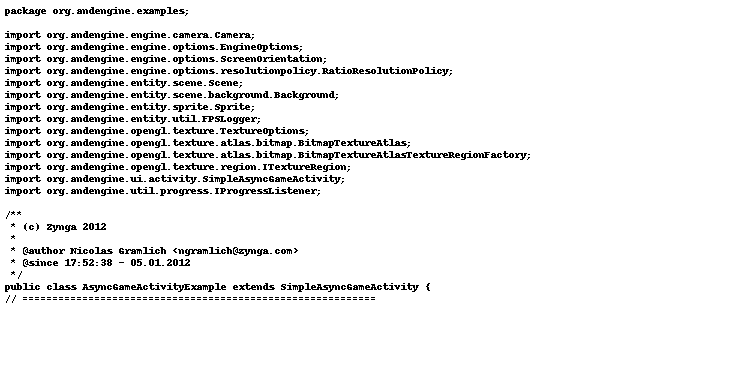 package org.andengine.examples;

import org.andengine.engine.camera.Camera;
import org.andengine.engine.options.EngineOptions;
import org.andengine.engine.options.ScreenOrientation;
import org.andengine.engine.options.resolutionpolicy.RatioResolutionPolicy;
import org.andengine.entity.scene.Scene;
import org.andengine.entity.scene.background.Background;
import org.andengine.entity.sprite.Sprite;
import org.andengine.entity.util.FPSLogger;
import org.andengine.opengl.texture.TextureOptions;
import org.andengine.opengl.texture.atlas.bitmap.BitmapTextureAtlas;
import org.andengine.opengl.texture.atlas.bitmap.BitmapTextureAtlasTextureRegionFactory;
import org.andengine.opengl.texture.region.ITextureRegion;
import org.andengine.ui.activity.SimpleAsyncGameActivity;
import org.andengine.util.progress.IProgressListener;

/**
 * (c) Zynga 2012
 *
 * @author Nicolas Gramlich <ngramlich@zynga.com>
 * @since 17:52:38 - 05.01.2012
 */
public class AsyncGameActivityExample extends SimpleAsyncGameActivity {
// ===========================================================